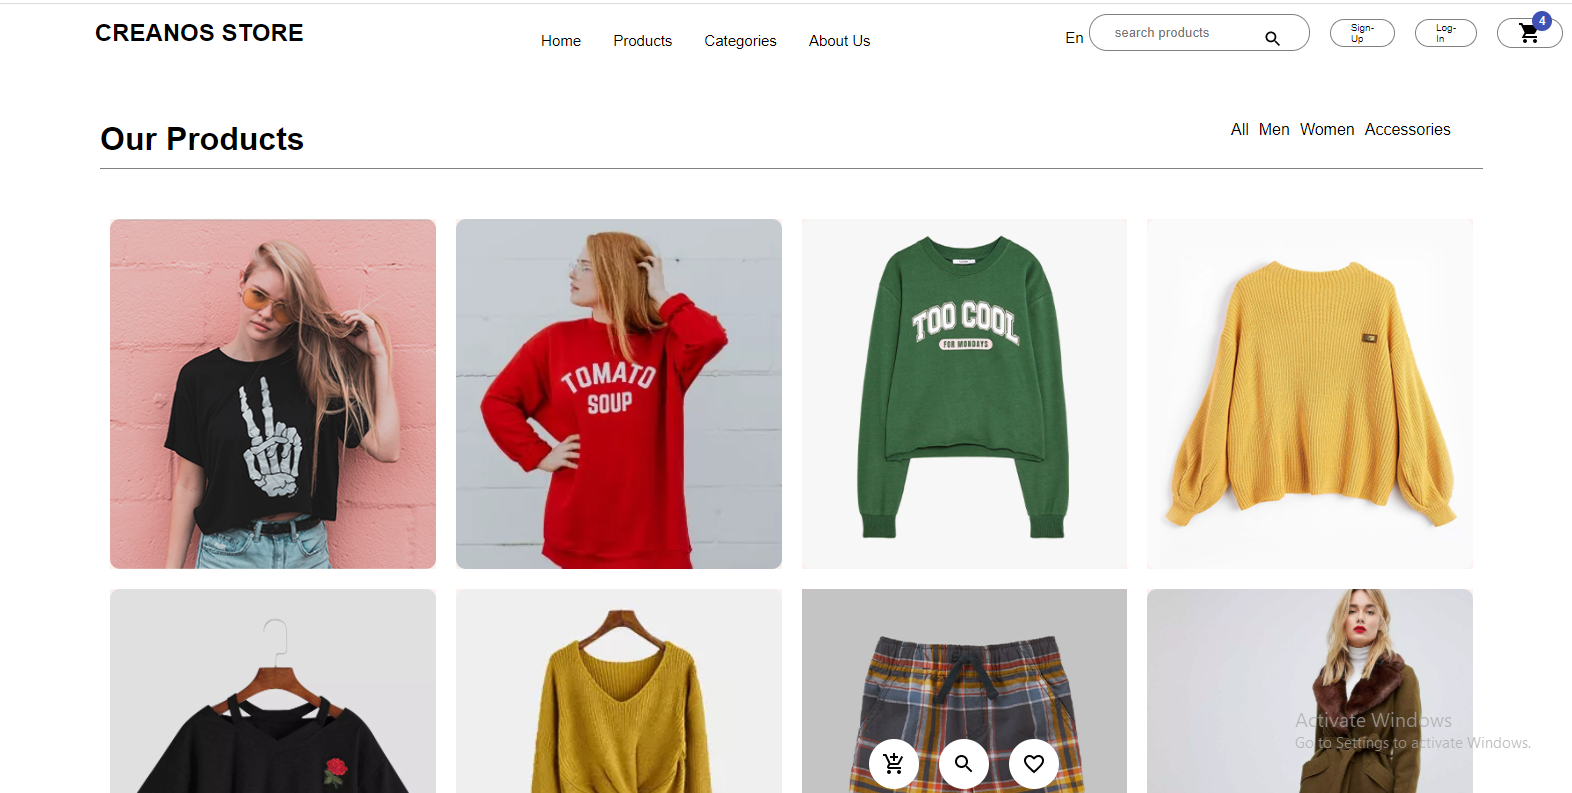 CREANOS STORE
Home Products Categories About Us
En search products
Sign-
Up
Log-
In
4
Our Products
All Men Women Accessories
TOMATO
SOUP
TOO COOL
FOR MONDAYS
Activate Windows
Go to Settings to activate Windows.